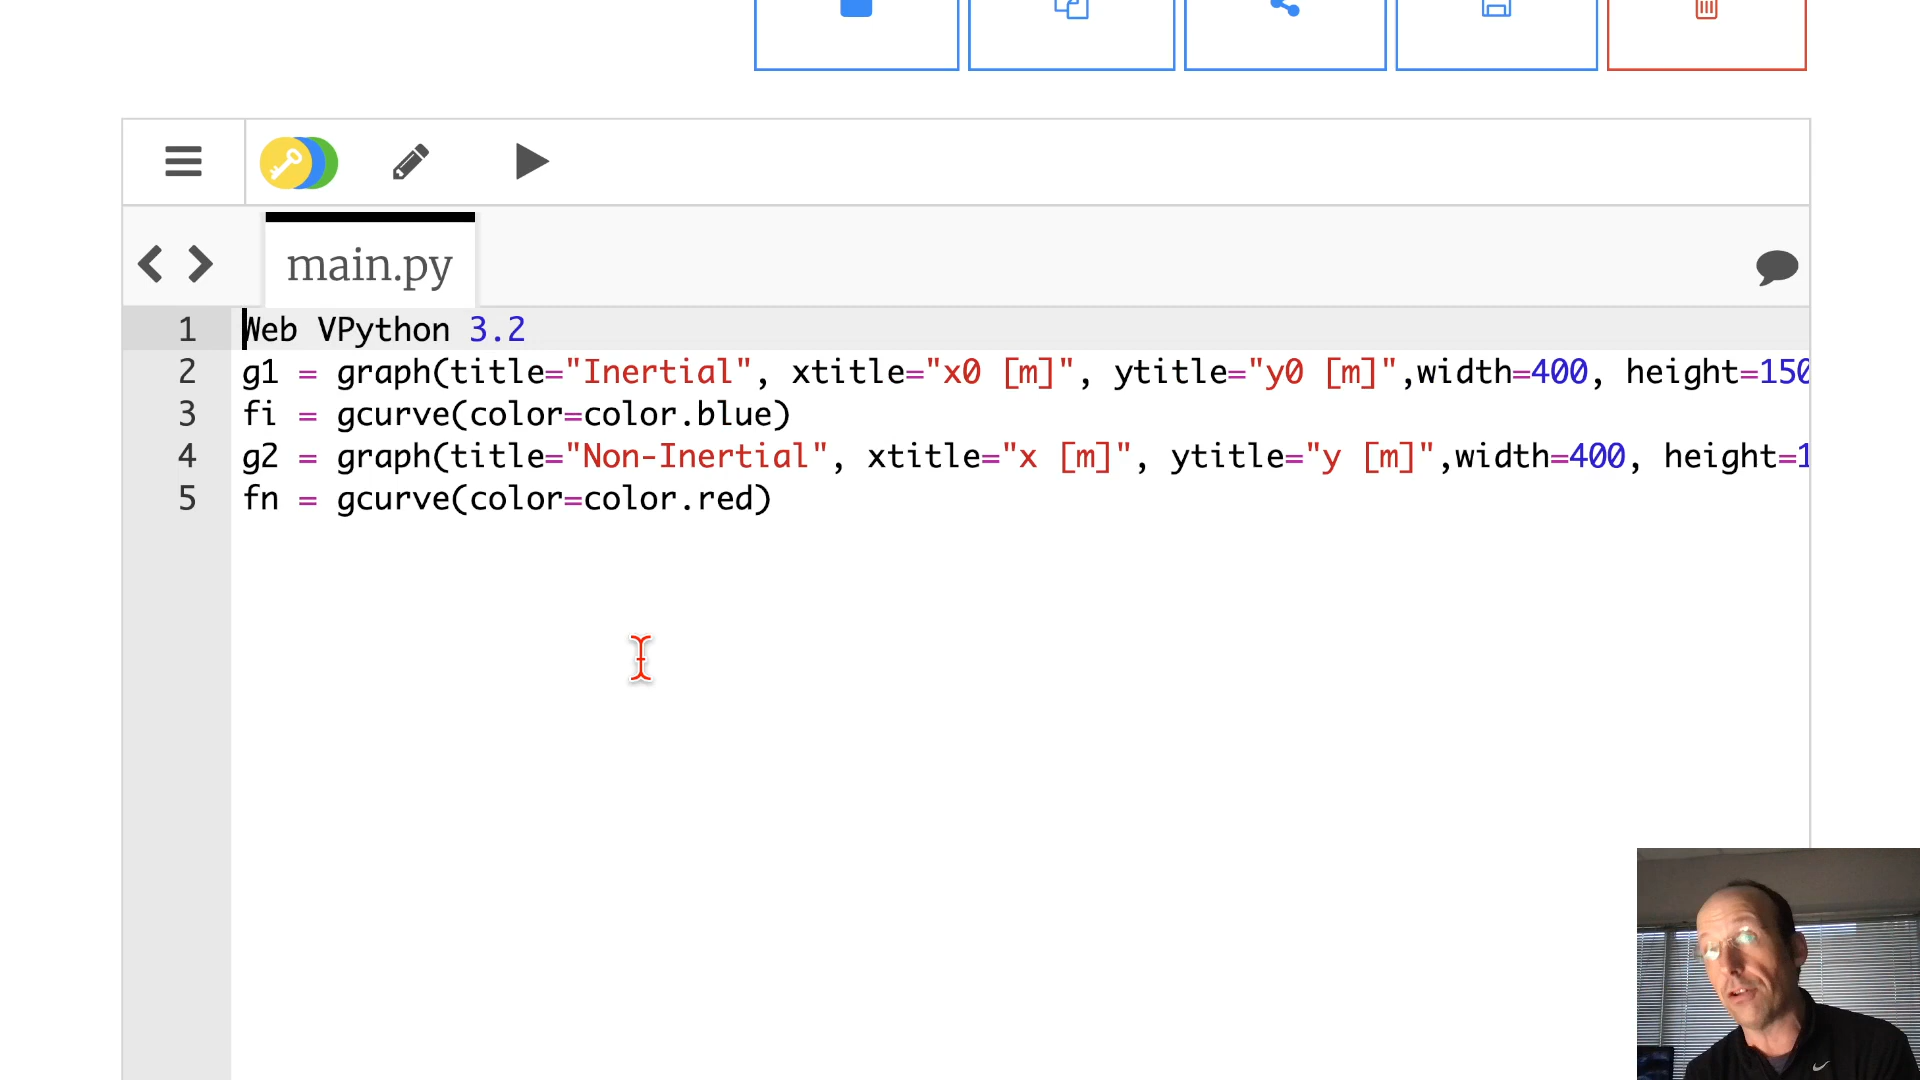 main.py
1 Web VPython 3.2
2 g1 = graph(title="Inertial", xtitle="x0 [m]", ytitle="y0 [m]",width=400, height=150
3 fi = gcurve(color=color.blue)
4 g2 = graph(title="Non-Inertial", xtitle="x [m]", ytitle="y [m]",width=400, height=1
5 fn = gcurve(color=color.red)